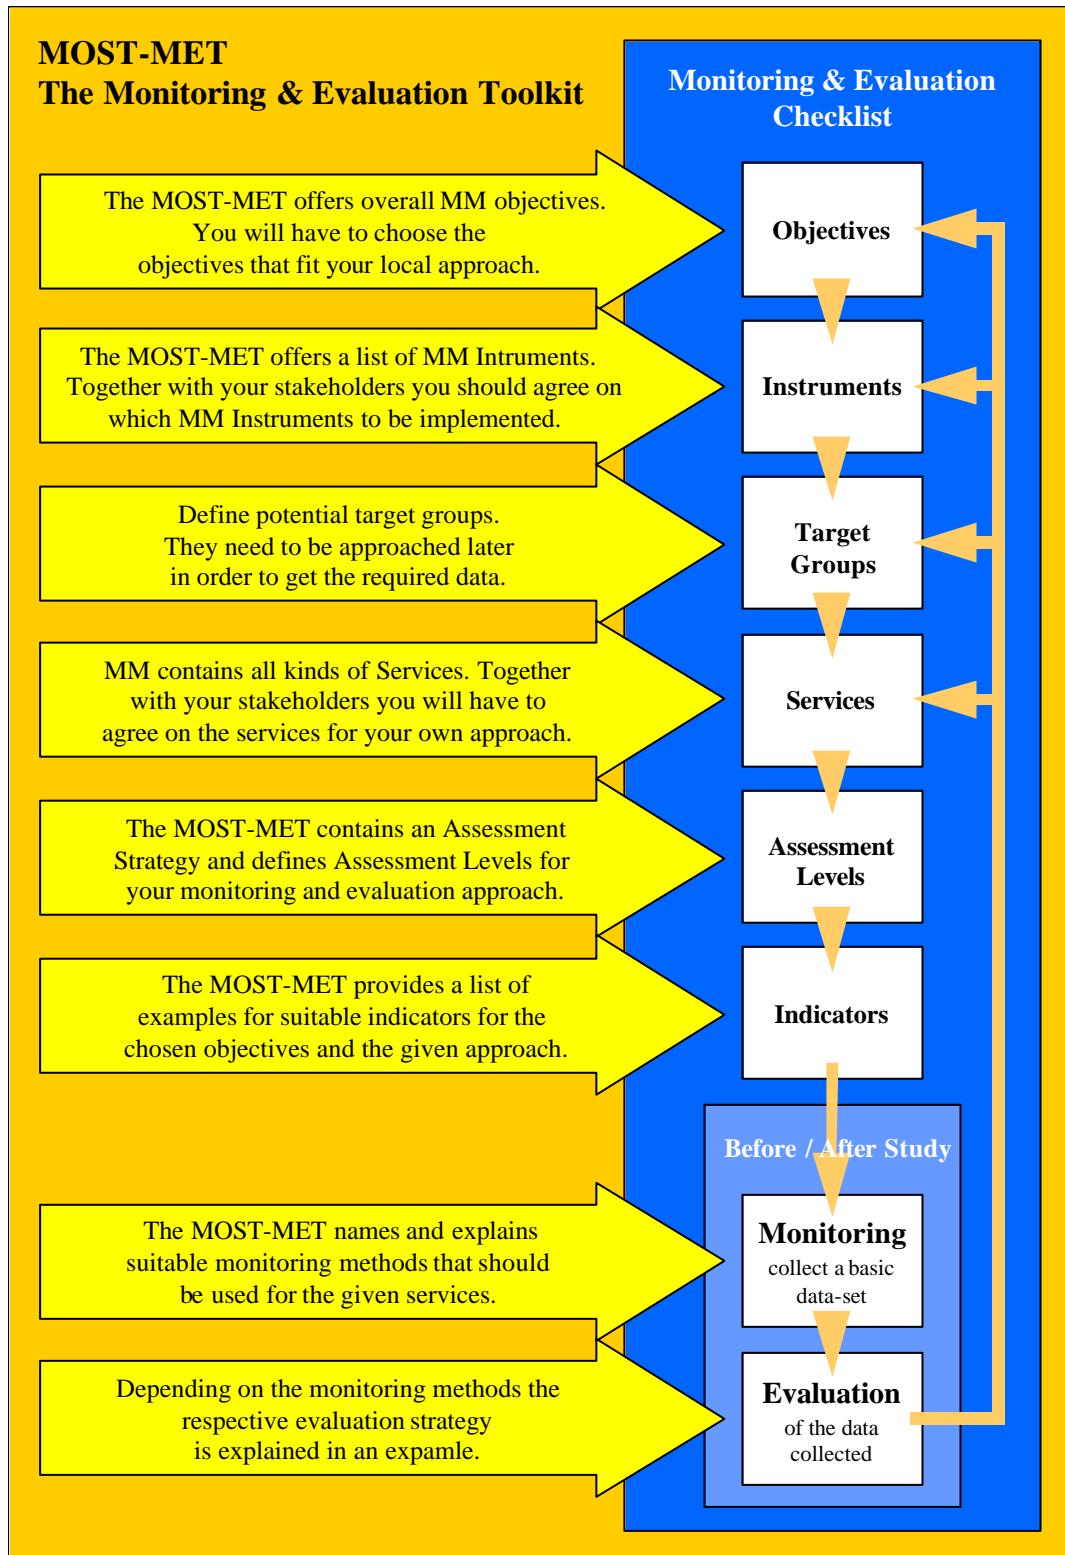 MOST-MET
The Monitoring & Evaluation Toolkit
Monitoring & Evaluation
Checklist
The MOST-MET offers overall MM objectives.
You will have to choose the
objectives that fit your local approach.
Objectives
The MOST-MET offers a list of MM Intruments.
Together with your stakeholders you should agree on
which MM Instruments to be implemented.
Instruments
Define potential target groups.
They need to be approached later
in order to get the required data.
Target
Groups
MM contains all kinds of Services. Together
with your stakeholders you will have to
agree on the services for your own approach.
Services
The MOST-MET contains an Assessment
Strategy and defines Assessment Levels for
your monitoring and evaluation approach.
Assessment
Levels
The MOST-MET provides a list of
examples for suitable indicators for the
chosen objectives and the given approach.
Indicators
Before / After Study
The MOST-MET names and explains
suitable monitoring methods that should
be used for the given services.
Monitoring
collect a basic
data-set
Depending on the monitoring methods the
respective evaluation strategy
is explained in an expamle.
Evaluation
of the data
collected